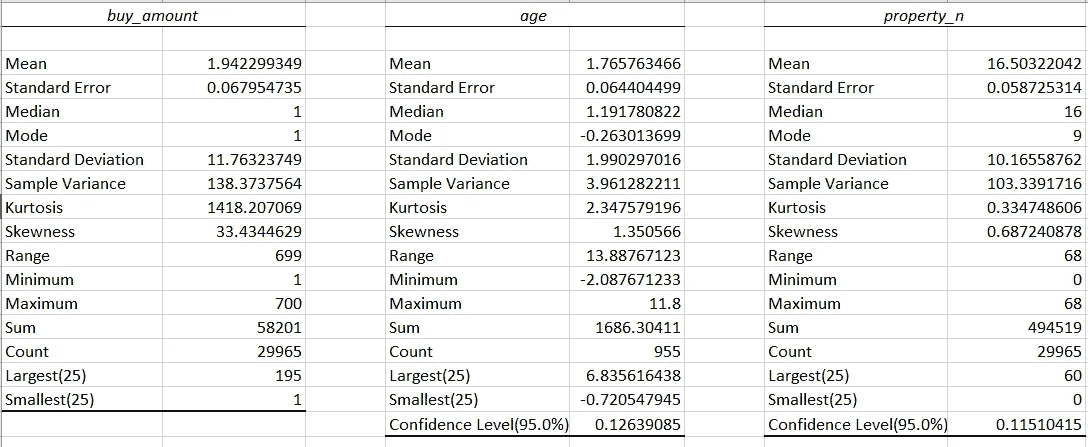 buy_amount age property_n
Mean 1.942299349 Mean 1.765763466 Mean 16.50322042
Standard Error 0.067954735 Standard Error 0.064404499 Standard Error 0.058725314
Median 1 Median 1.191780822 Median 16
Mode 1 Mode -0.263013699 Mode 9
Standard Deviation 11.76323749 Standard Deviation 1.990297016 Standard Deviation 10.16558762
Sample Variance 138.3737564 Sample Variance 3.961282211 Sample Variance 103.3391716
Kurtosis 1418.207069 Kurtosis 2.347579196 Kurtosis 0.334748606
Skewness 33.4344629 Skewness 1.350566 Skewness 0.687240878
Range 699 Range 13.88767123 Range 68
Minimum 1 Minimum -2.087671233 Minimum 0
Maximum 700 Maximum 11.8 Maximum 68
Sum 58201 Sum 1686.30411 Sum 494519
Count 29965 Count 955 Count 29965
Largest(25) 195 Largest(25) 6.835616438 Largest(25) 60
Smallest(25) 1 Smallest(25) -0.720547945 Smallest(25) 0
Confidence Level(95.0%) 0.12639085 Confidence Level(95.0%) 0.11510415